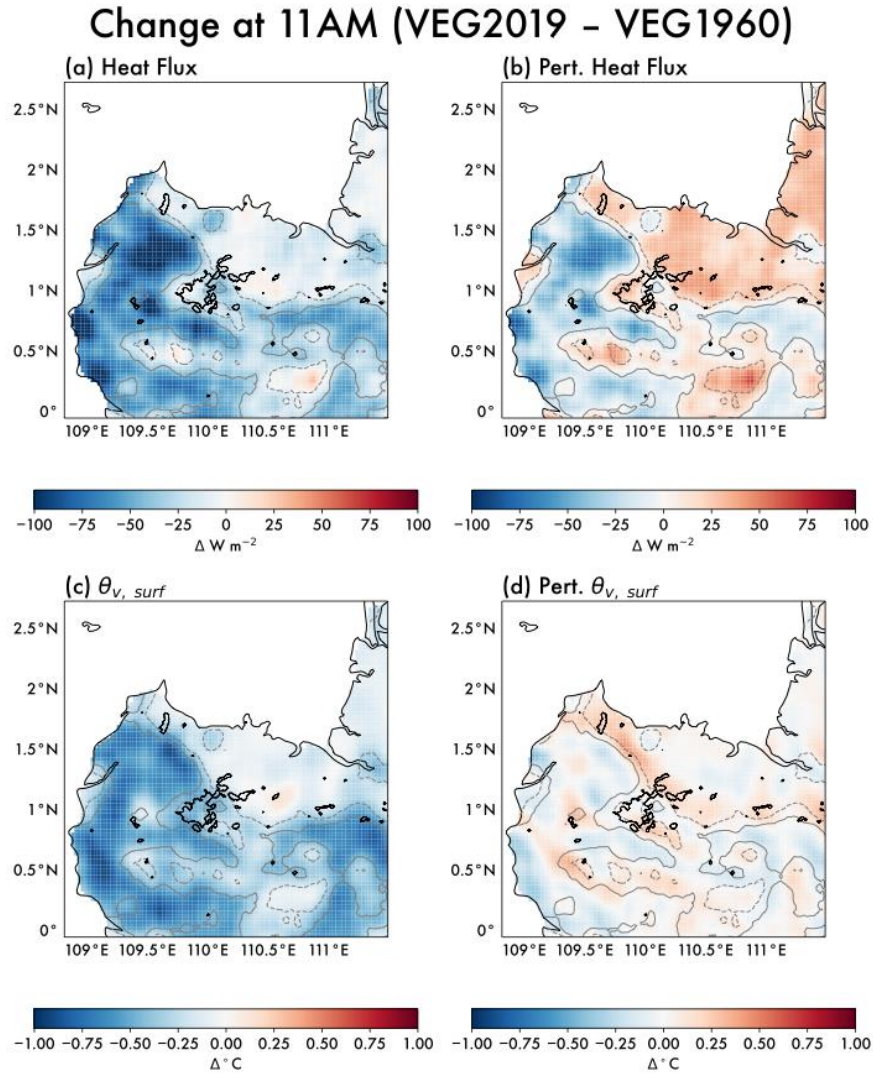 Change at 11AM (VEG2019 – VEG1960)
(a) Heat Flux
(b) Pert. Heat Flux
2.5°N
2°N
1.5°N
1°N
0.5°N
0°
109°E 109.5°E 110°E 110.5°E 111°E
2.5°N
2°N
1.5°N
1°N
0.5°N
0°
109°E 109.5°E 110°E 110.5°E 111°E
−100 −75 −50 −25 0 25 50 75 100
Δ W m⁻²
−100 −75 −50 −25 0 25 50 75 100
Δ W m⁻²
(c) θv, surf
(d) Pert. θv, surf
2.5°N
2°N
1.5°N
1°N
0.5°N
0°
109°E 109.5°E 110°E 110.5°E 111°E
2.5°N
2°N
1.5°N
1°N
0.5°N
0°
109°E 109.5°E 110°E 110.5°E 111°E
−1.00 −0.75 −0.50 −0.25 0.00 0.25 0.50 0.75 1.00
Δ°C
−1.00 −0.75 −0.50 −0.25 0.00 0.25 0.50 0.75 1.00
Δ°C